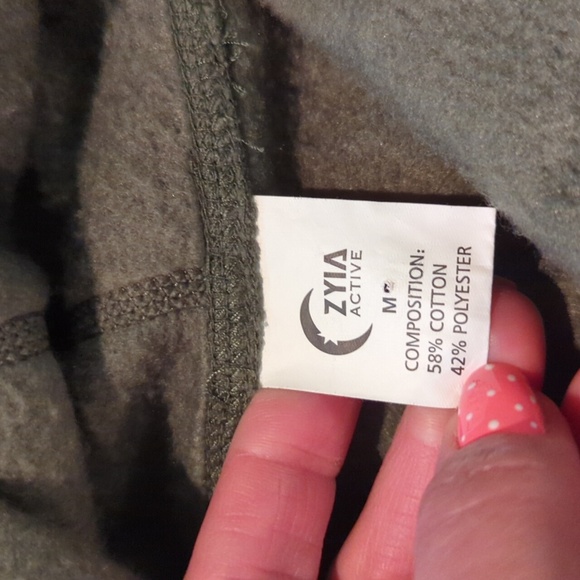 ZYIA
ACTIVE
M
COMPOSITION:
58% COTTON
42% POLYESTER